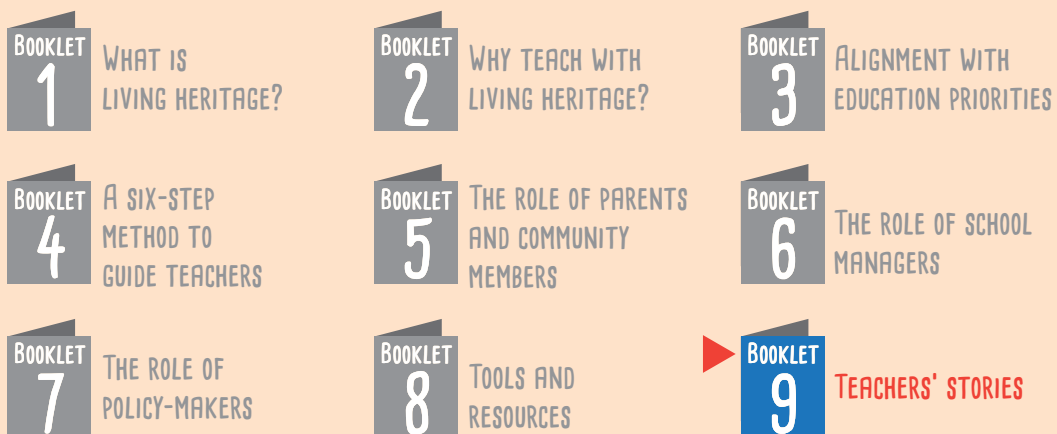 BOOKLET
1
WHAT IS
LIVING HERITAGE?
BOOKLET
2
WHY TEACH WITH
LIVING HERITAGE?
BOOKLET
3
ALIGNMENT WITH
EDUCATION PRIORITIES
BOOKLET
4
A SIX-STEP
METHOD TO
GUIDE TEACHERS
BOOKLET
5
THE ROLE OF PARENTS
AND COMMUNITY
MEMBERS
BOOKLET
6
THE ROLE OF SCHOOL
MANAGERS
BOOKLET
7
THE ROLE OF
POLICY-MAKERS
BOOKLET
8
TOOLS AND
RESOURCES
BOOKLET
9
TEACHERS' STORIES